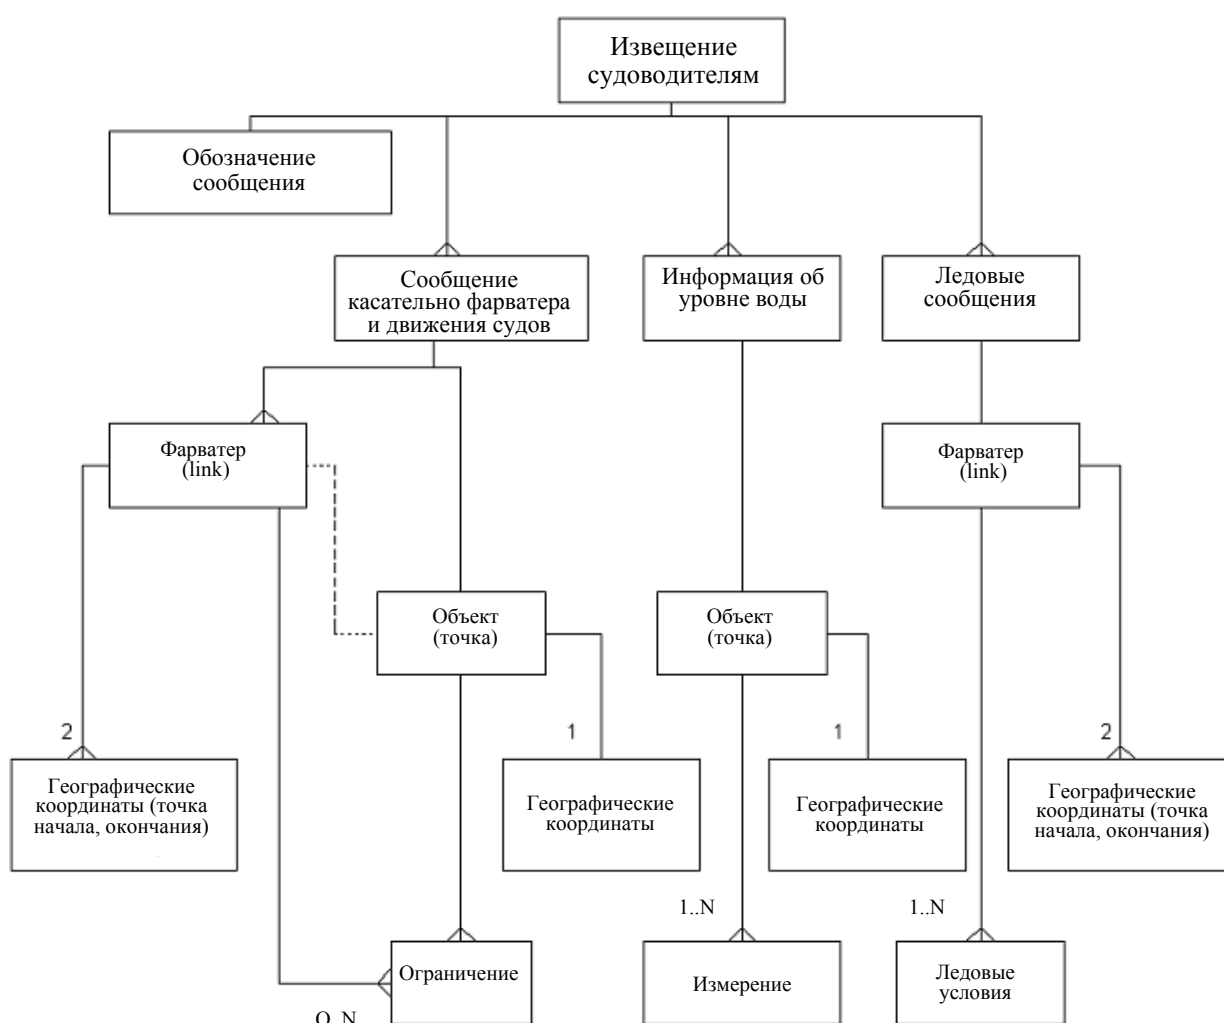 Извещение
судоводителям
Обозначение
сообщения
Сообщение
касательно фарватера
и движения судов
Информация об
уровне воды
Ледовые
сообщения
Фарватер
(link)
Фарватер
(link)
Объект
(точка)
Объект
(точка)
2
1
1
2
Географические
координаты (точка
начала, окончания)
Географические
координаты
Географические
координаты
Географические
координаты (точка
начала, окончания)
1..N
1..N
Ограничение
Измерение
Ледовые
условия
O..N